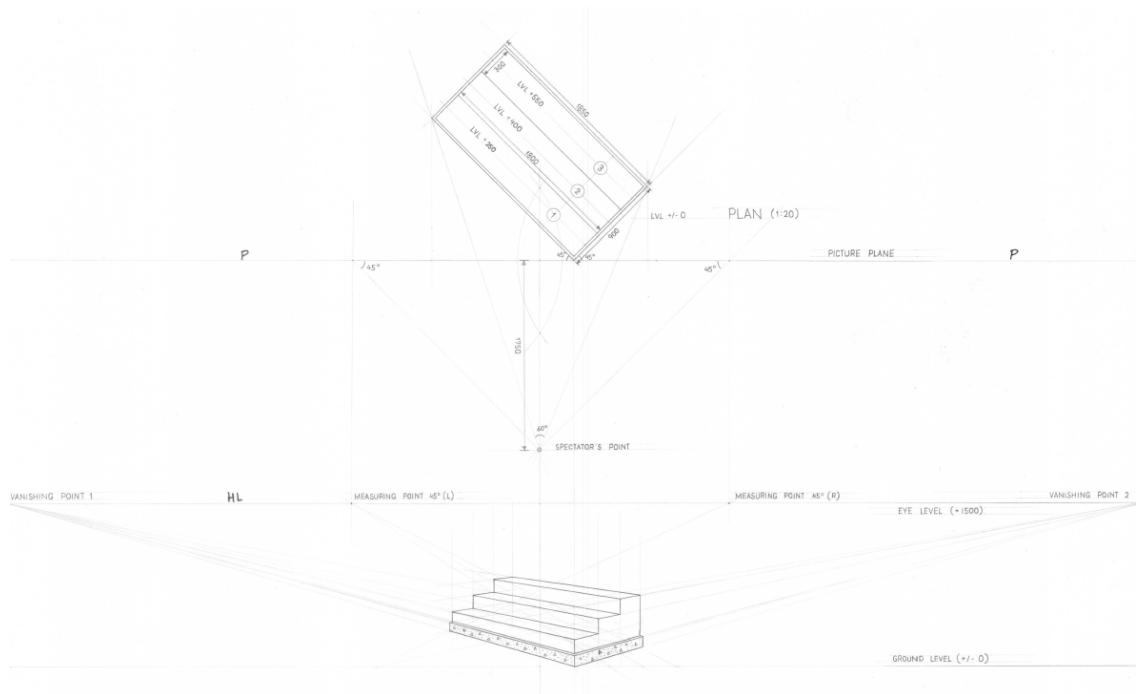 300
LVL +550
1850
LVL +400
LVL +250
1800
3
2
1
LVL +/- 0
PLAN (1:20)
900
P
45°
45°
45°
45°
PICTURE PLANE
P
1750
60°
SPECTATOR'S POINT
VANISHING POINT 1
HL
MEASURING POINT 45° (L)
MEASURING POINT 45° (R)
VANISHING POINT 2
EYE LEVEL (+1500)
GROUND LEVEL (+/- 0)